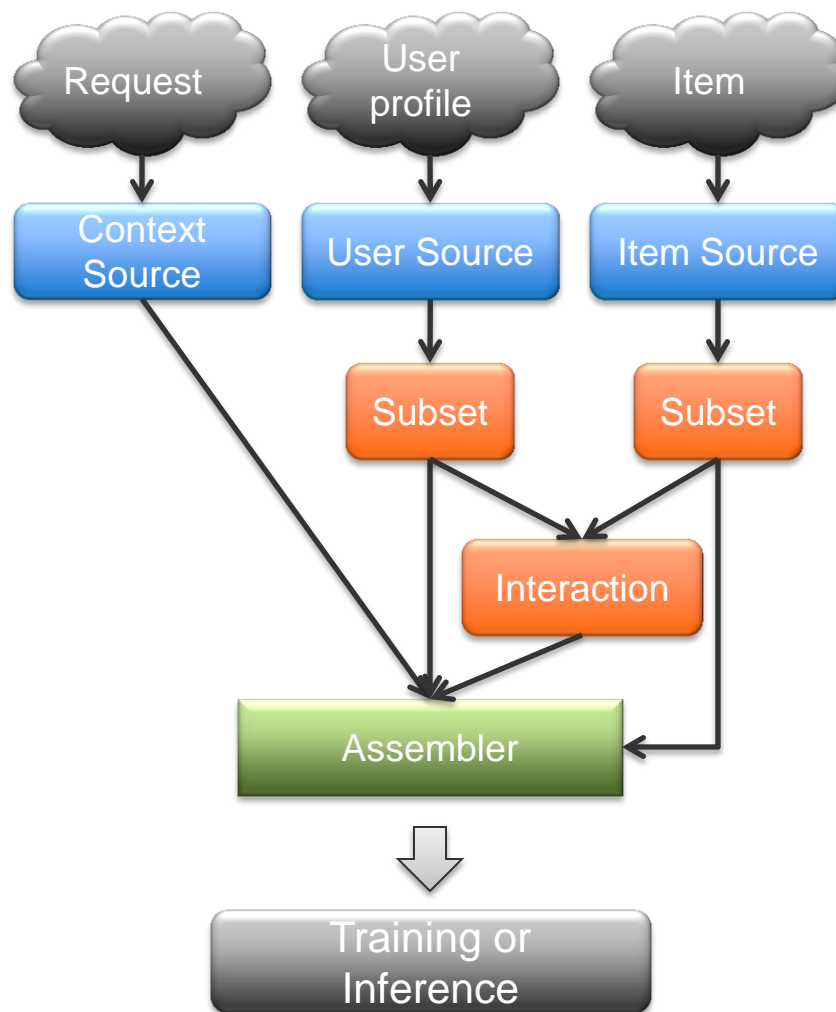 Request
User
profile
Item
Context
Source
User Source
Item Source
Subset
Subset
Interaction
Assembler
Training or
Inference